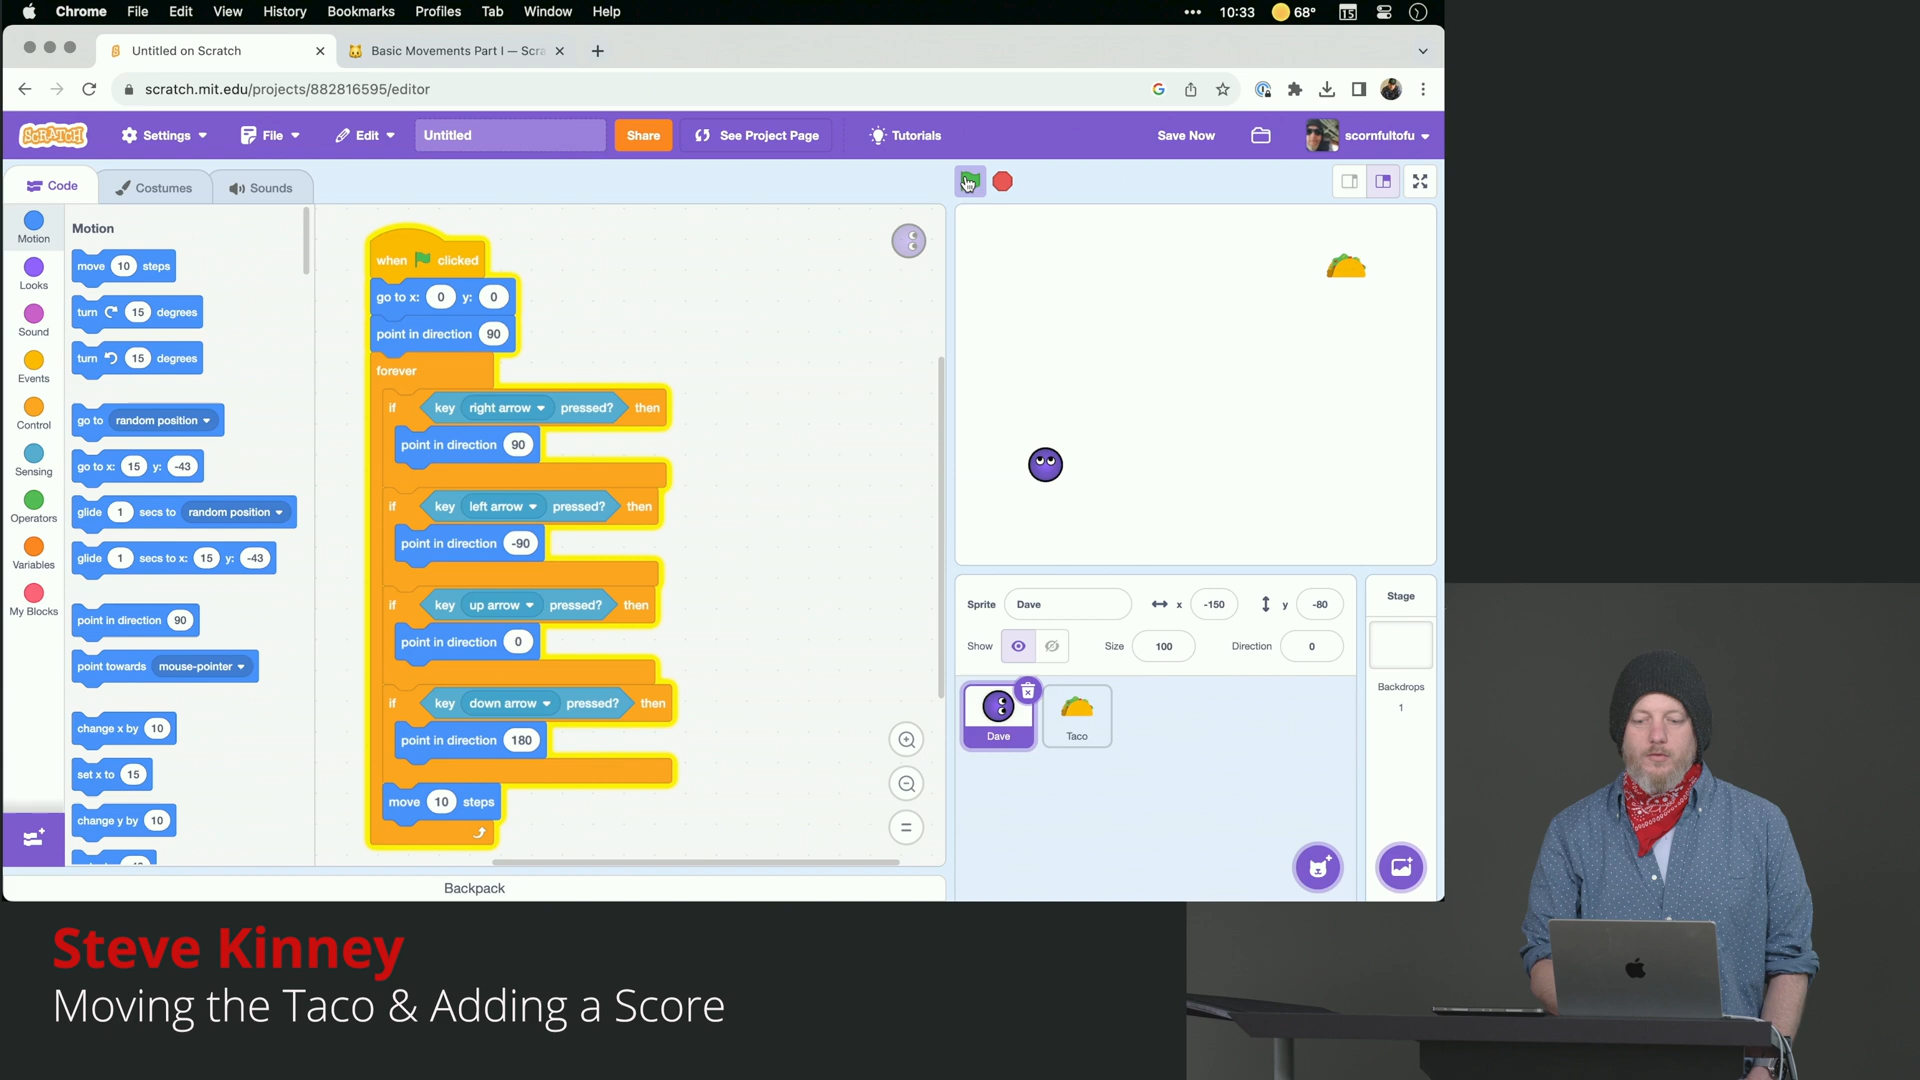 Chrome File Edit View History Bookmarks Profiles Tab Window Help
10:33 68° 15
Untitled on Scratch
Basic Movements Part I — Scra
scratch.mit.edu/projects/882816595/editor
SCRATCH Settings File Edit Untitled Share See Project Page Tutorials Save Now scornfultofu
Code Costumes Sounds
Motion
Looks
Sound
Events
Control
Sensing
Operators
Variables
My Blocks
Motion
move 10 steps
turn 15 degrees
turn 15 degrees
go to random position
go to x: 15 y: -43
glide 1 secs to random position
glide 1 secs to x: 15 y: -43
point in direction 90
point towards mouse-pointer
change x by 10
set x to 15
change y by 10
when clicked
go to x: 0 y: 0
point in direction 90
forever
if key right arrow pressed? then
point in direction 90
if key left arrow pressed? then
point in direction -90
if key up arrow pressed? then
point in direction 0
if key down arrow pressed? then
point in direction 180
move 10 steps
Sprite Dave x -150 y -80
Show Size 100 Direction 0
Dave
Taco
Stage
Backdrops
1
Backpack
Steve Kinney
Moving the Taco & Adding a Score